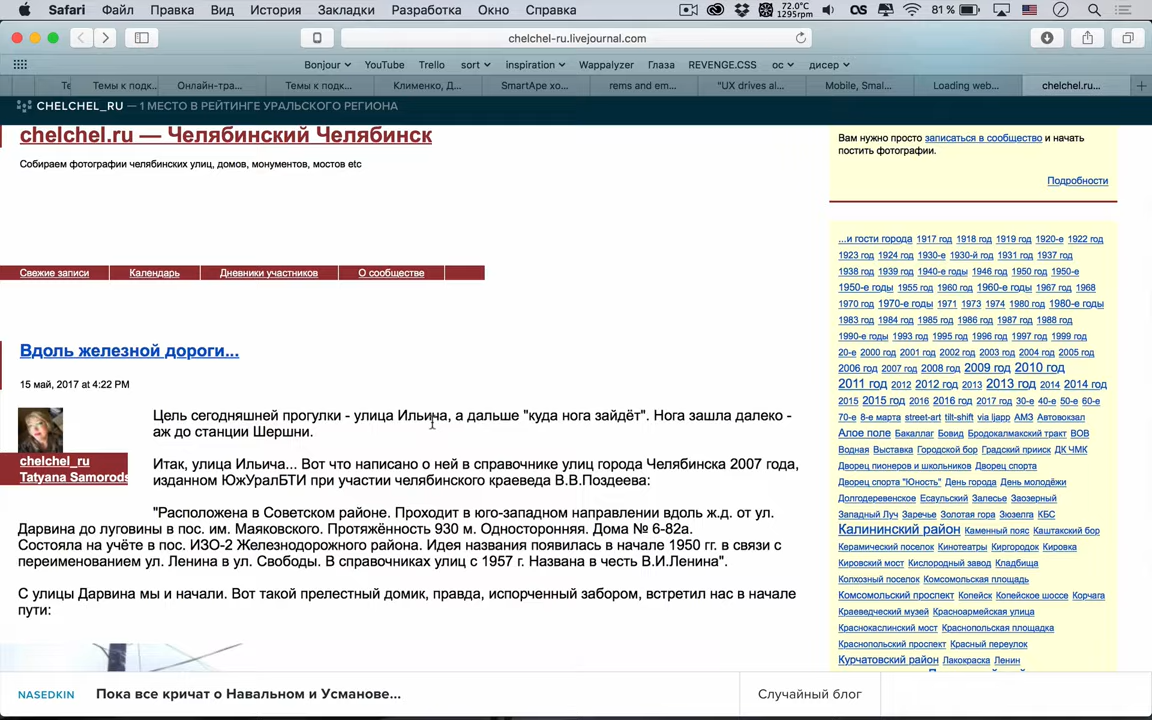 Safari Файл Правка Вид История Закладки Разработка Окно Справка 72.0°C 1295rpm 81 %
chelchel-ru.livejournal.com
Bonjour YouTube Trello sort inspiration Wappalyzer Глаза REVENGE.CSS ос дисер
Те Темы к подк... Онлайн-тра... Темы к подк... Клименко, Д... SmartApe хо... rems and em... "UX drives al... Mobile, Smal... Loading web... chelchel.ru...
CHELCHEL_RU — 1 МЕСТО В РЕЙТИНГЕ УРАЛЬСКОГО РЕГИОНА
chelchel.ru — Челябинский Челябинск
Собираем фотографии челябинских улиц, домов, монументов, мостов etc
Свежие записи Календарь Дневники участников О сообществе
Вдоль железной дороги...
15 май, 2017 at 4:22 PM
chelchel_ru
Tatyana Samorods
Цель сегодняшней прогулки - улица Ильича, а дальше "куда нога зайдёт". Нога зашла далеко -
аж до станции Шершни.
Итак, улица Ильича... Вот что написано о ней в справочнике улиц города Челябинска 2007 года,
изданном ЮжУралБТИ при участии челябинского краеведа В.В.Поздеева:
"Расположена в Советском районе. Проходит в юго-западном направлении вдоль ж.д. от ул.
Дарвина до луговины в пос. им. Маяковского. Протяжённость 930 м. Односторонняя. Дома № 6-82а.
Состояла на учёте в пос. ИЗО-2 Железнодорожного района. Идея названия появилась в начале 1950 гг. в связи с
переименованием ул. Ленина в ул. Свободы. В справочниках улиц с 1957 г. Названа в честь В.И.Ленина".
С улицы Дарвина мы и начали. Вот такой прелестный домик, правда, испорченный забором, встретил нас в начале
пути:
Вам нужно просто записаться в сообщество и начать
постить фотографии.
Подробности
...и гости города 1917 год 1918 год 1919 год 1920-е 1922 год
1923 год 1924 год 1930-е 1930-й год 1931 год 1937 год
1938 год 1939 год 1940-е годы 1946 год 1950 год 1950-е
1950-е годы 1955 год 1960 год 1960-е годы 1967 год 1968
1970 год 1970-е годы 1971 1973 1974 1980 год 1980-е годы
1983 год 1984 год 1985 год 1986 год 1987 год 1988 год
1990-е годы 1993 год 1995 год 1996 год 1997 год 1999 год
20-е 2000 год 2001 год 2002 год 2003 год 2004 год 2005 год
2006 год 2007 год 2008 год 2009 год 2010 год
2011 год 2012 2012 год 2013 2013 год 2014 2014 год
2015 2015 год 2016 2016 год 2017 год 30-е 40-е 50-е 60-е
70-е 8-е марта street-art tilt-shift via ljapp АМЗ Автовокзал
Алое поле Бакаллаг Бовид Бродокалмакский тракт ВОВ
Водная Выставка Городской бор Градский прииск ДК ЧМК
Дворец пионеров и школьников Дворец спорта
Дворец спорта "Юность" День города День молодёжи
Долгодеревенское Есаульский Залесье Заозерный
Западный Луч Заречье Золотая гора Зюзелга КБС
Калининский район Каменный пояс Каштакский бор
Керамический поселок Кинотеатры Киргородок Кировка
Кировский мост Кислородный завод Кладбища
Колхозный поселок Комсомольская площадь
Комсомольский проспект Копейск Копейское шоссе Корчага
Краеведческий музей Красноармейская улица
Краснокаслинский мост Краснопольская площадка
Краснопольский проспект Красный переулок
Курчатовский район Лакокраска Ленин
NASEDKIN Пока все кричат о Навальном и Усманове... Случайный блог